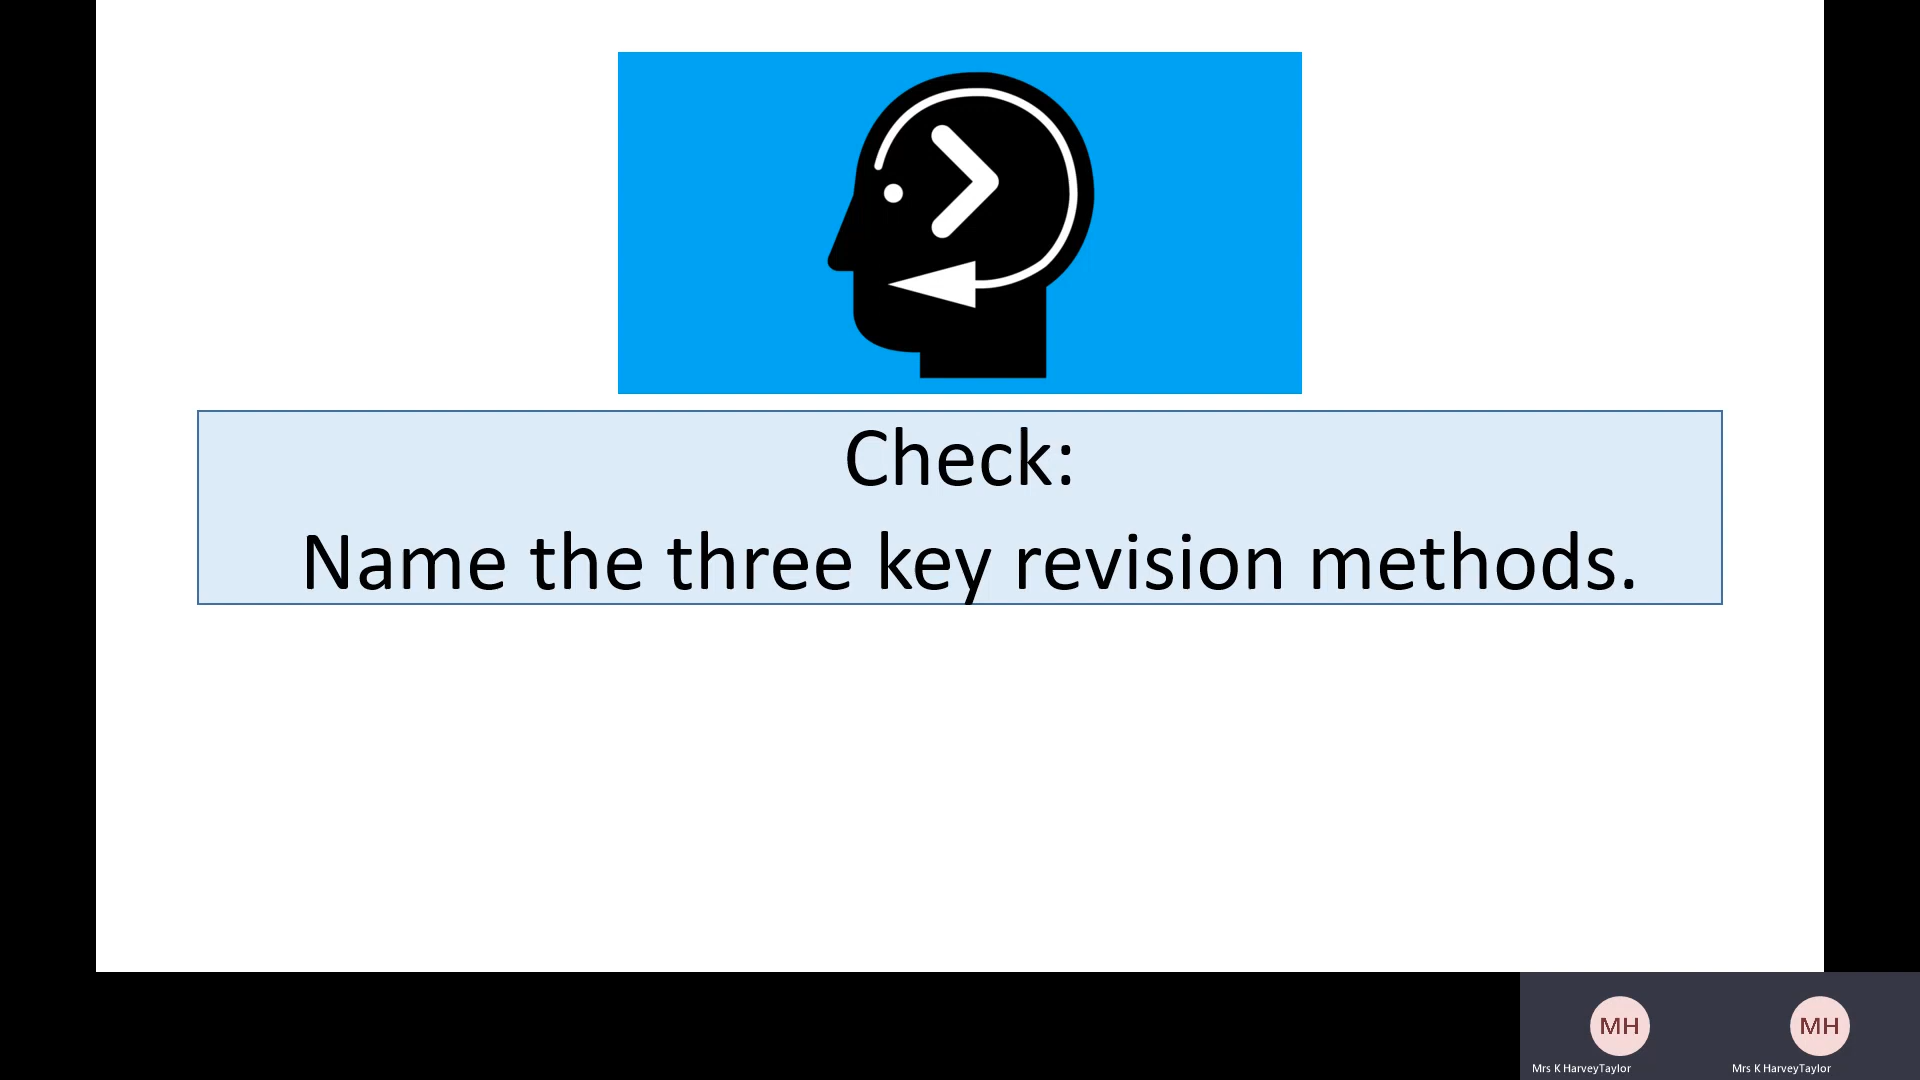 Check:
Name the three key revision methods.
MH
MH
Mrs K HarveyTaylor
Mrs K HarveyTaylor